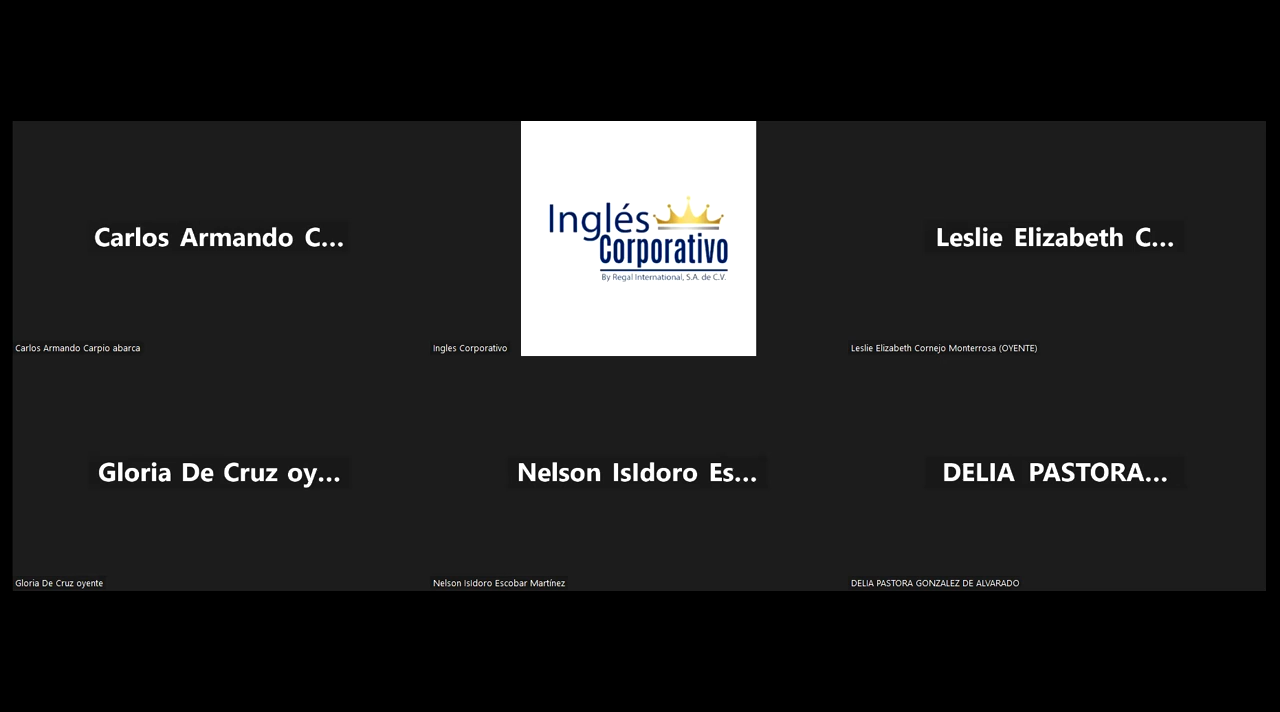 Carlos Armando C...
Carlos Armando Carpio abarca
Inglés
Corporativo
By Regal International, S.A. de C.V.
Ingles Corporativo
Leslie Elizabeth C...
Leslie Elizabeth Cornejo Monterrosa (OYENTE)
Gloria De Cruz oy...
Gloria De Cruz oyente
Nelson IsIdoro Es...
Nelson IsIdoro Escobar Martínez
DELIA PASTORA...
DELIA PASTORA GONZALEZ DE ALVARADO